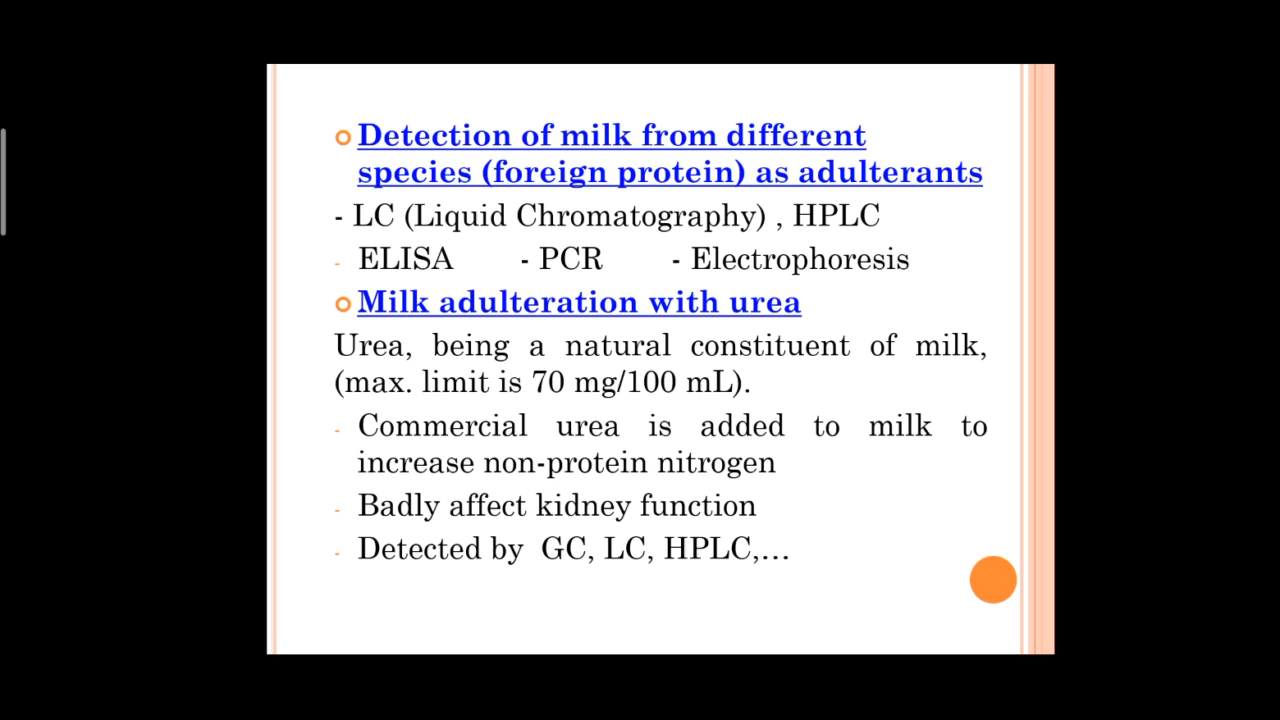 Detection of milk from different
species (foreign protein) as adulterants
- LC (Liquid Chromatography) , HPLC
- ELISA - PCR - Electrophoresis
Milk adulteration with urea
Urea, being a natural constituent of milk,
(max. limit is 70 mg/100 mL).
- Commercial urea is added to milk to
increase non-protein nitrogen
- Badly affect kidney function
- Detected by GC, LC, HPLC,...